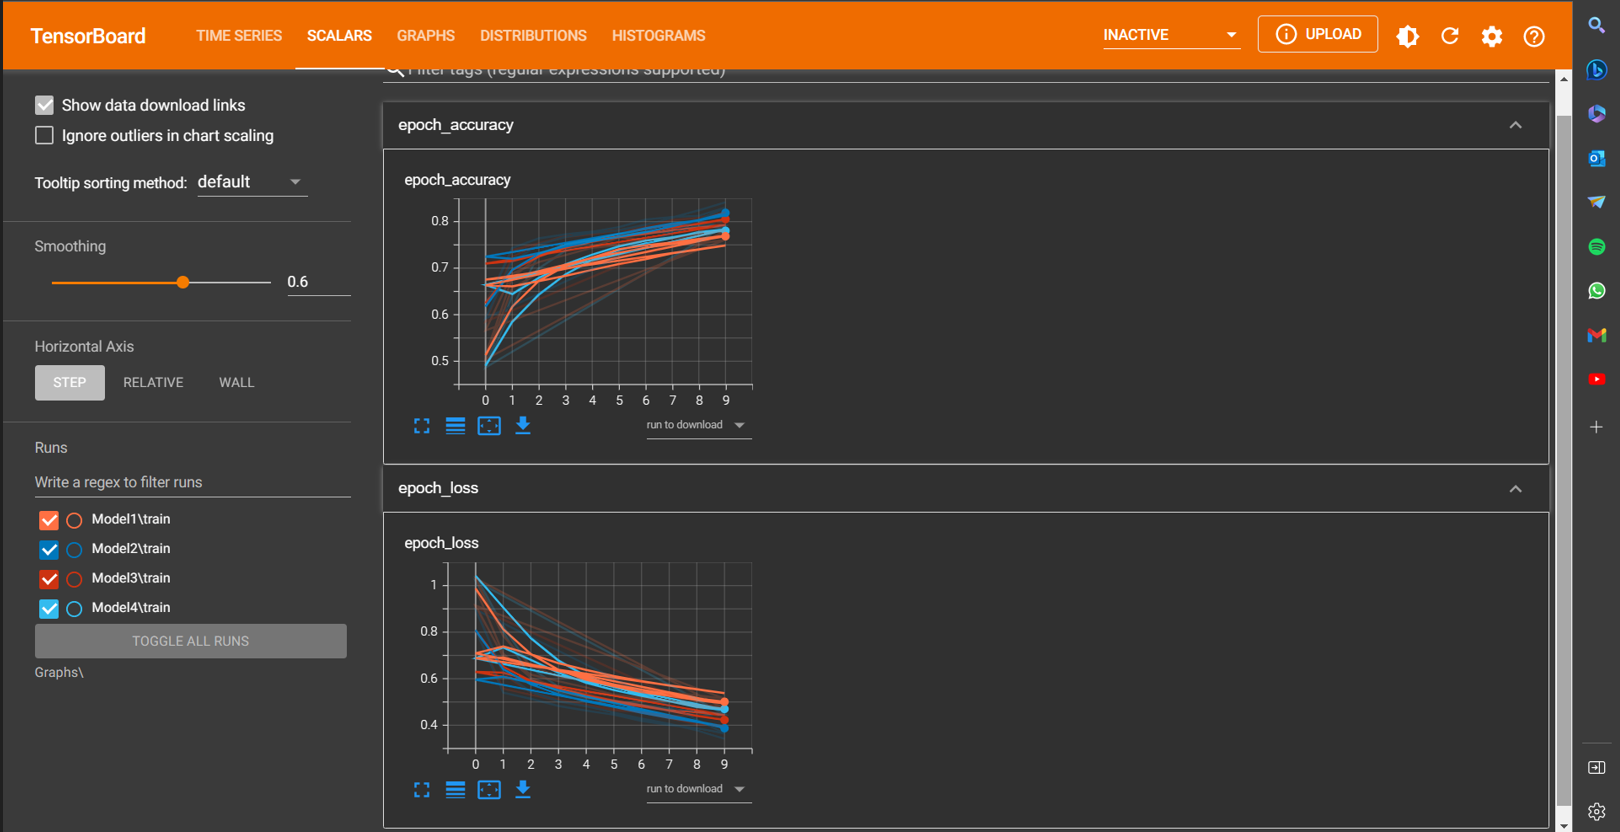 TensorBoard
TIME SERIES
SCALARS
GRAPHS
DISTRIBUTIONS
HISTOGRAMS
INACTIVE
UPLOAD
Filter tags (regular expressions supported)
Show data download links
Ignore outliers in chart scaling
Tooltip sorting method: default
Smoothing
0.6
Horizontal Axis
STEP
RELATIVE
WALL
Runs
Write a regex to filter runs
Model1\train
Model2\train
Model3\train
Model4\train
TOGGLE ALL RUNS
Graphs\
epoch_accuracy
epoch_accuracy
0.8
0.7
0.6
0.5
0 1 2 3 4 5 6 7 8 9
run to download
epoch_loss
epoch_loss
1
0.8
0.6
0.4
0 1 2 3 4 5 6 7 8 9
run to download